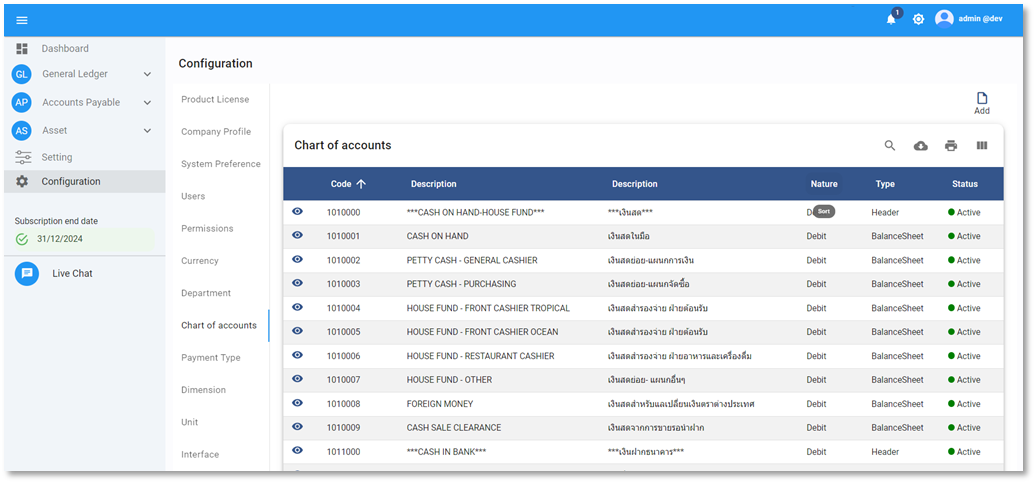 1
admin @dev
Dashboard
GL General Ledger
AP Accounts Payable
AS Asset
Setting
Configuration
Subscription end date
31/12/2024
Live Chat
Configuration
Product License
Company Profile
System Preference
Users
Permissions
Currency
Department
Chart of accounts
Payment Type
Dimension
Unit
Interface
Add
Chart of accounts
Code Description Description Nature Type Status
1010000 ***CASH ON HAND-HOUSE FUND*** ***เงินสด*** Sort Header Active
1010001 CASH ON HAND เงินสดในมือ Debit BalanceSheet Active
1010002 PETTY CASH - GENERAL CASHIER เงินสดย่อย-แผนกการเงิน Debit BalanceSheet Active
1010003 PETTY CASH - PURCHASING เงินสดย่อย-แผนกจัดซื้อ Debit BalanceSheet Active
1010004 HOUSE FUND - FRONT CASHIER TROPICAL เงินสดสำรองจ่าย ฝ่ายต้อนรับ Debit BalanceSheet Active
1010005 HOUSE FUND - FRONT CASHIER OCEAN เงินสดสำรองจ่าย ฝ่ายต้อนรับ Debit BalanceSheet Active
1010006 HOUSE FUND - RESTAURANT CASHIER เงินสดสำรองจ่าย ฝ่ายอาหารและเครื่องดื่ม Debit BalanceSheet Active
1010007 HOUSE FUND - OTHER เงินสดย่อย- แผนกอื่นๆ Debit BalanceSheet Active
1010008 FOREIGN MONEY เงินสดสำหรับแลเปลี่ยนเงินตราต่างประเทศ Debit BalanceSheet Active
1010009 CASH SALE CLEARANCE เงินสดจากการขายรอนำฝาก Debit BalanceSheet Active
1011000 ***CASH IN BANK*** ***เงินฝากธนาคาร*** Debit Header Active